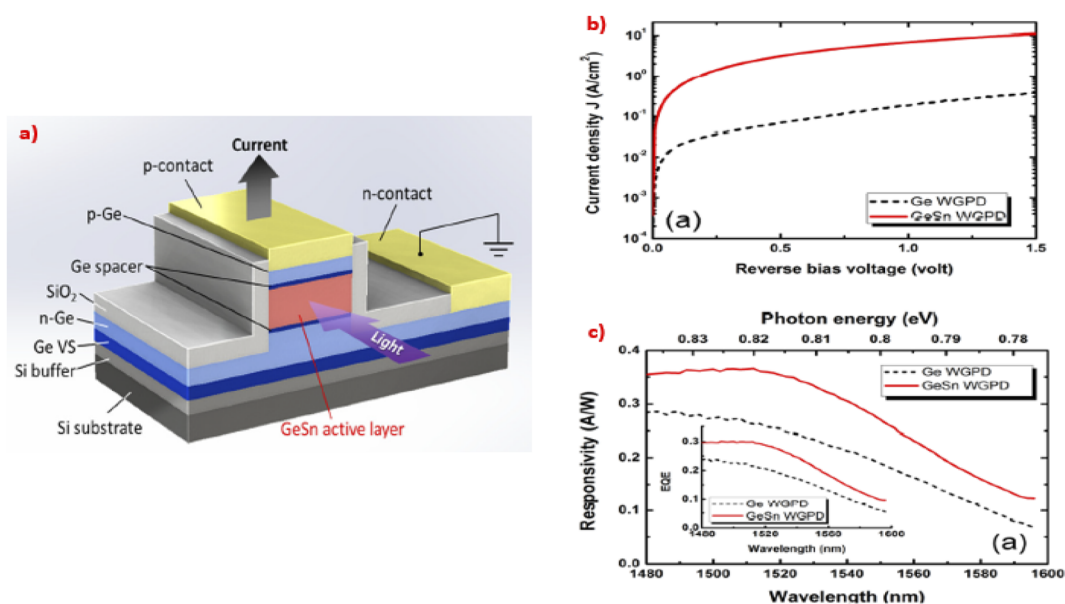 a)
Current
p-contact
n-contact
p-Ge
Ge spacer
SiO2
n-Ge
Ge VS
Si buffer
Light
Si substrate
GeSn active layer
b)
Current density J (A/cm2)
10^1
10^0
10^-1
10^-2
10^-3
10^-4
(a)
Ge WGPD
GeSn WGPD
0.0 0.5 1.0 1.5
Reverse bias voltage (volt)
c)
Photon energy (eV)
0.83 0.82 0.81 0.8 0.79 0.78
Responsivity (A/W)
0.4
0.3
0.2
0.1
0.0
Ge WGPD
GeSn WGPD
EQE
0.3
0.2
0.1
0.0
Ge WGPD
GeSn WGPD
1480 1520 1560 1600
Wavelength (nm)
(a)
1480 1500 1520 1540 1560 1580 1600
Wavelength (nm)